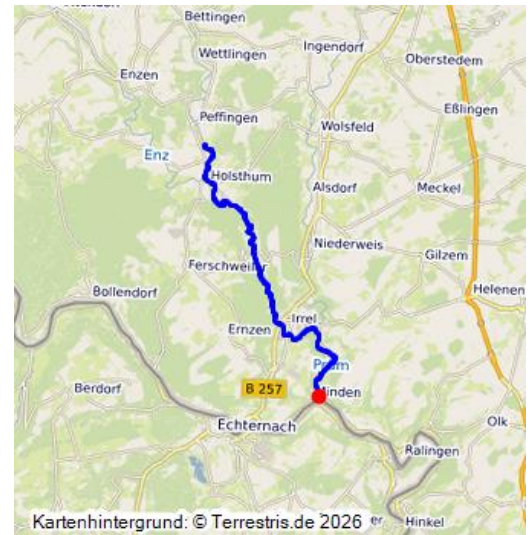 Bettingen
Wettlingen
Ingendorf
Oberstedem
Enzen
Eßlingen
Peffingen
Wolsfeld
Enz
Holsthum
Alsdorf
Meckel
Niederweis
Gilzem
Ferschweiler
Bollendorf
Helenen
Irrel
Ernzen
Prüm
B 257
Minden
Berdorf
Echternach
Olk
Ralingen
Hinkel
Kartenhintergrund: © Terrestris.de 2026